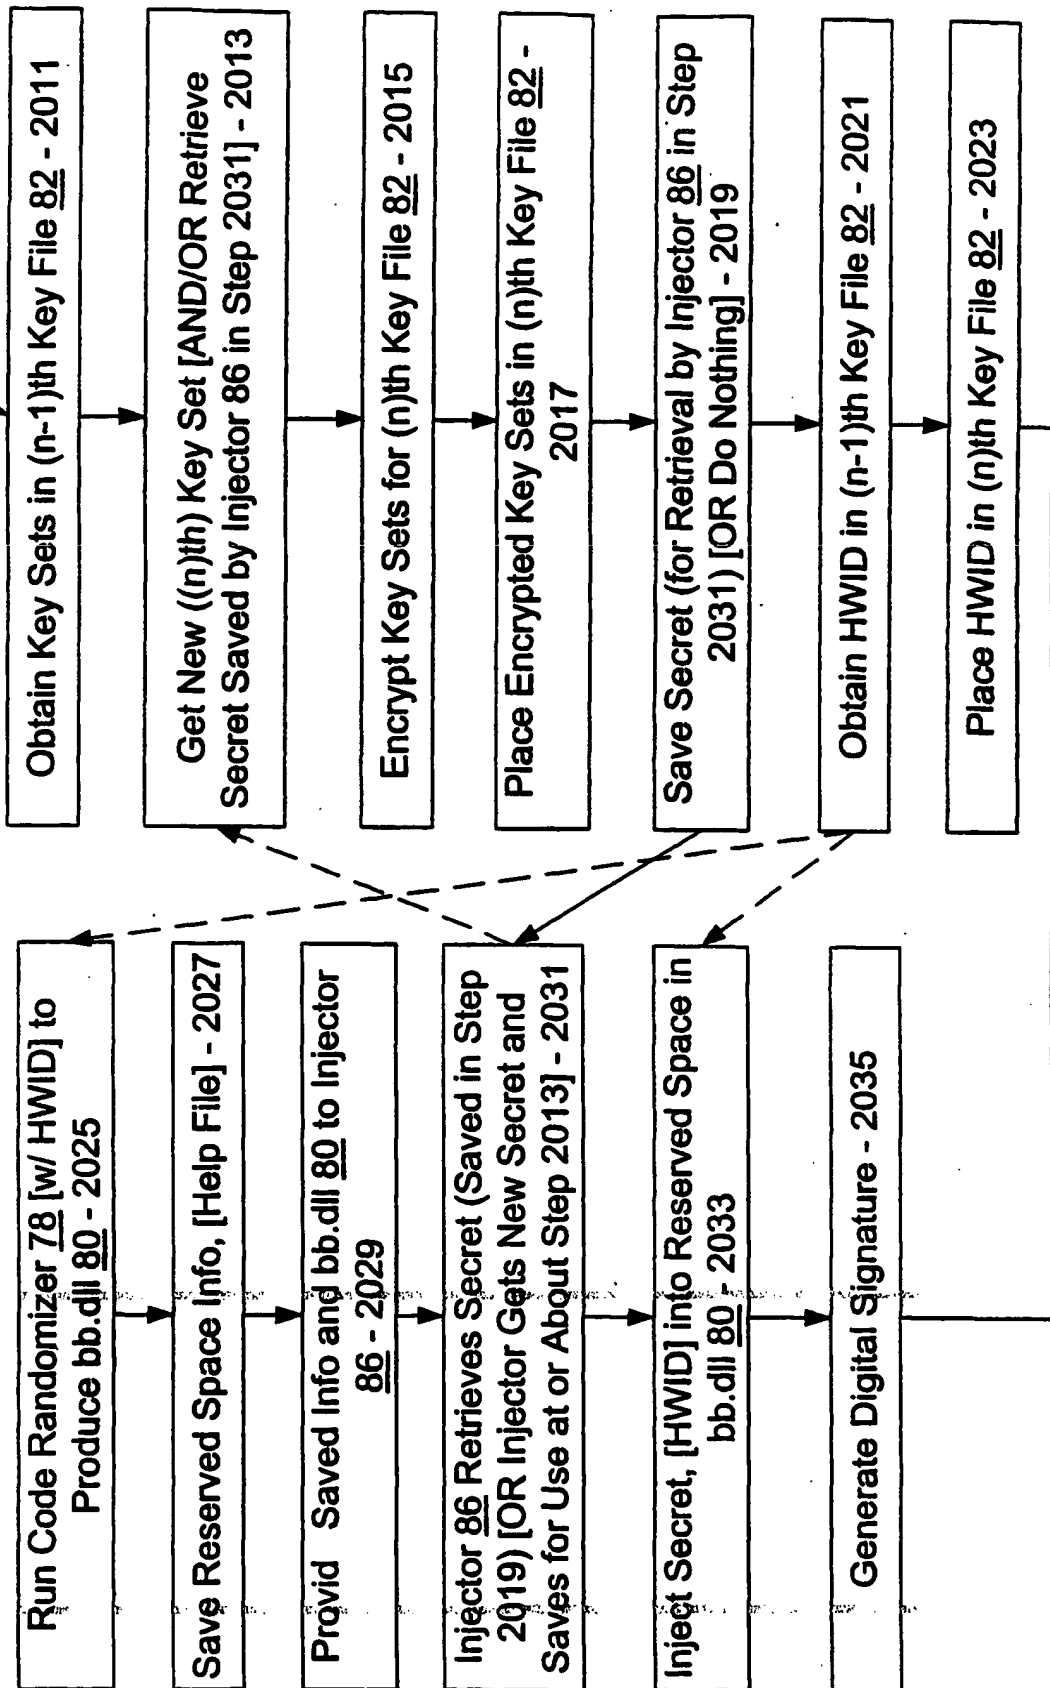 Obtain Key Sets in (n-1)th Key File 82 - 2011
Get New ((n)th) Key Set [AND/OR Retrieve
Secret Saved by Injector 86 in Step 2031] - 2013
Encrypt Key Sets for (n)th Key File 82 - 2015
Place Encrypted Key Sets in (n)th Key File 82 -
2017
Save Secret (for Retrieval by Injector 86 in Step
2031) [OR Do Nothing] - 2019
Obtain HWID in (n-1)th Key File 82 - 2021
Place HWID in (n)th Key File 82 - 2023
Run Code Randomizer 78 [w/ HWID] to
Produce bb.dll 80 - 2025
Save Reserved Space Info, [Help File] - 2027
Provid Saved Info and bb.dll 80 to Injector
86 - 2029
Injector 86 Retrieves Secret (Saved in Step
2019) [OR Injector Gets New Secret and
Saves for Use at or About Step 2013] - 2031
Inject Secret, [HWID] into Reserved Space in
bb.dll 80 - 2033
Generate Digital Signature - 2035